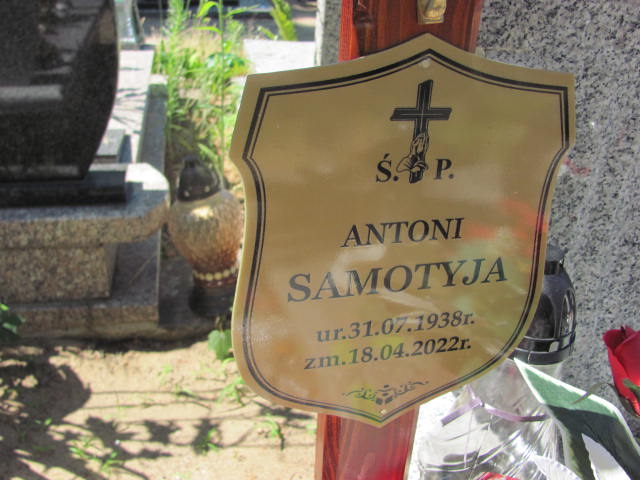 Ś. P.
ANTONI
SAMOTYJA
ur.31.07.1938r.
zm.18.04.2022r.